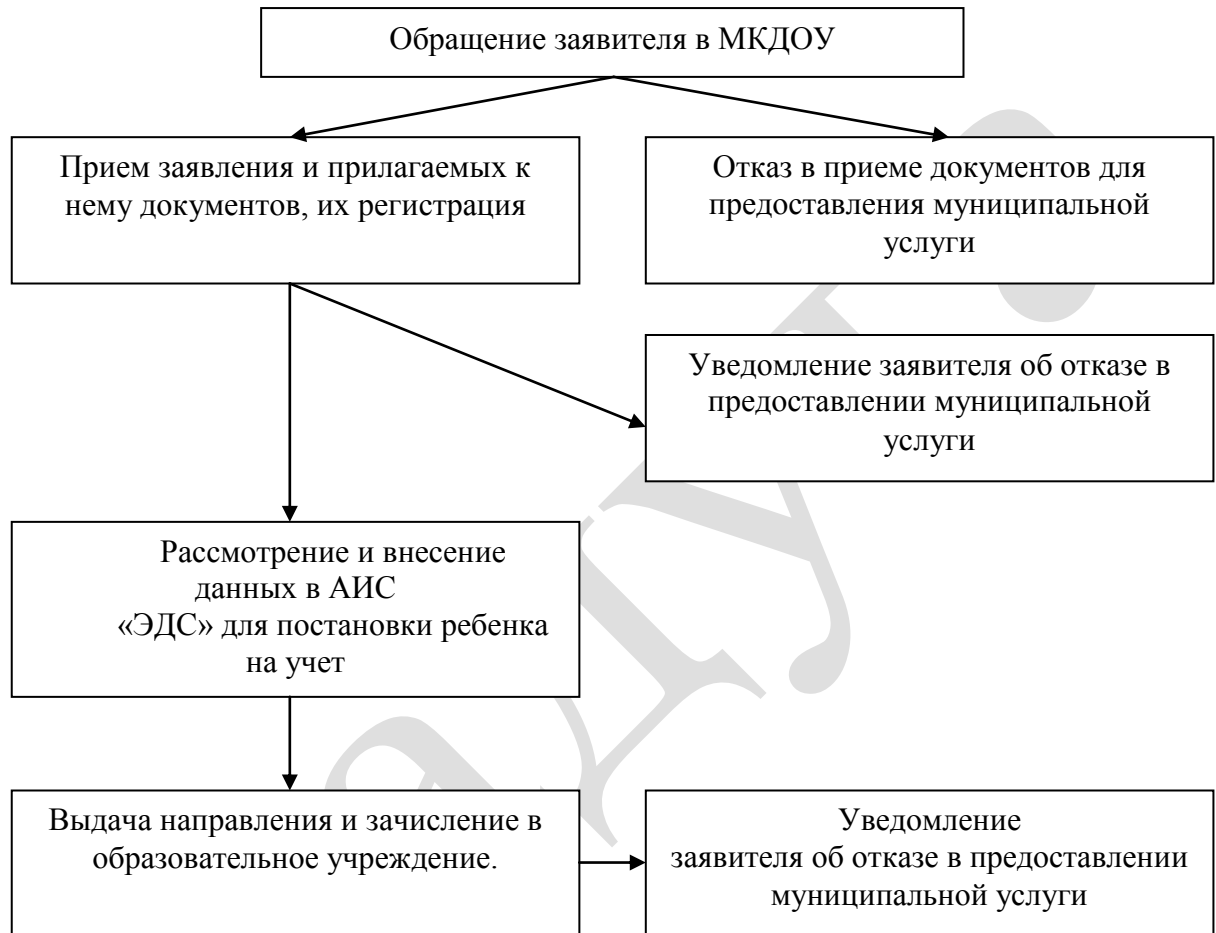 Обращение заявителя в МКДОУ
Прием заявления и прилагаемых к
нему документов, их регистрация
Отказ в приеме документов для
предоставления муниципальной
услуги
Уведомление заявителя об отказе в
предоставлении муниципальной
услуги
Рассмотрение и внесение
данных в АИС
«ЭДС» для постановки ребенка
на учет
Выдача направления и зачисление в
образовательное учреждение.
Уведомление
заявителя об отказе в предоставлении
муниципальной услуги